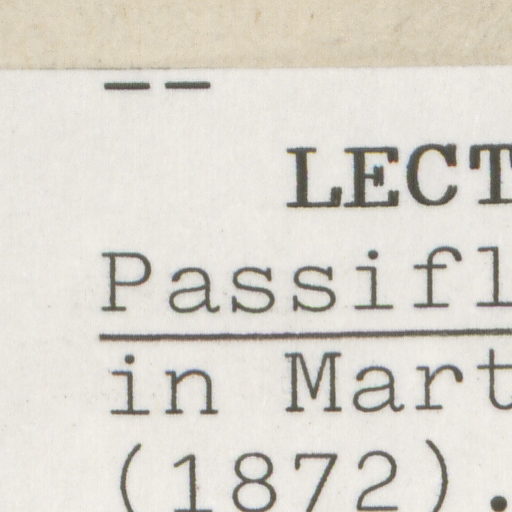 --
LECT
Passifl
in Mart
(1872).